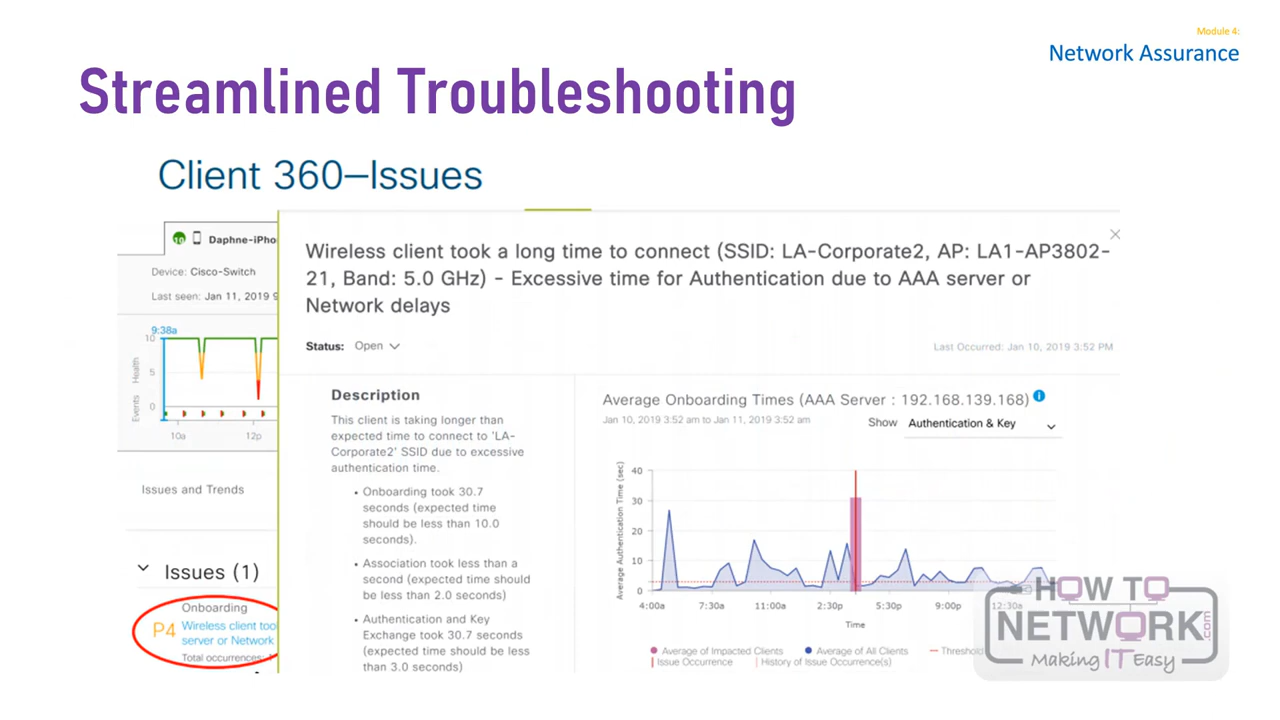 Module 4:
Network Assurance
Streamlined Troubleshooting
Client 360—Issues
10
Daphne-iPho
Device: Cisco-Switch
Last seen: Jan 11, 2019 9
9:38a
10
5
0
Health
Events
10a
12p
Issues and Trends
Issues (1)
Onboarding
P4
Wireless client too
server or Network
Total occurrences:
Wireless client took a long time to connect (SSID: LA-Corporate2, AP: LA1-AP3802-
21, Band: 5.0 GHz) - Excessive time for Authentication due to AAA server or
Network delays
Status: Open
Last Occurred: Jan 10, 2019 3:52 PM
Description
This client is taking longer than
expected time to connect to 'LA-
Corporate2' SSID due to excessive
authentication time.
• Onboarding took 30.7
seconds (expected time
should be less than 10.0
seconds).
• Association took less than a
second (expected time should
be less than 2.0 seconds)
• Authentication and Key
Exchange took 30.7 seconds
(expected time should be less
than 3.0 seconds)
Average Onboarding Times (AAA Server : 192.168.139.168)
Jan 10, 2019 3:52 am to Jan 11, 2019 3:52 am
Show Authentication & Key
Average Authentication Time (sec)
40
30
20
10
0
4:00a 7:30a 11:00a 2:30p 5:30p 9:00p 12:30a
Time
Average of Impacted Clients Average of All Clients Threshold
Issue Occurrence History of Issue Occurrence(s)
HOW TO
NETWORK.com
Making IT Easy